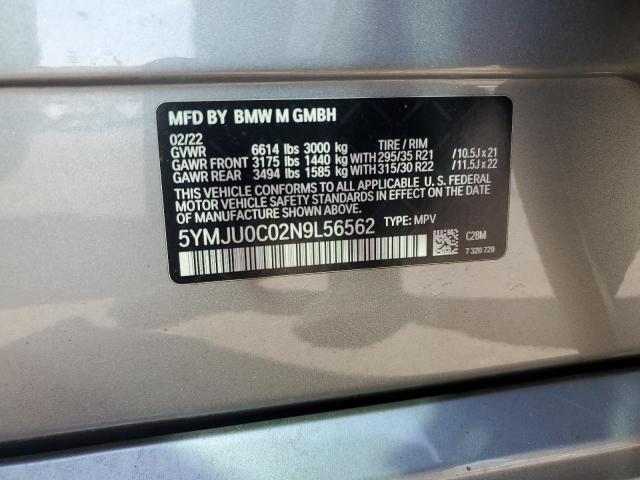 MFD BY BMW M GMBH
02/22
GVWR 6614 lbs 3000 kg TIRE / RIM
GAWR FRONT 3175 lbs 1440 kg WITH 295/35 R21 /10.5J x 21
GAWR REAR 3494 lbs 1585 kg WITH 315/30 R22 /11.5J x 22
THIS VEHICLE CONFORMS TO ALL APPLICABLE U. S. FEDERAL
MOTOR VEHICLE SAFETY STANDARDS IN EFFECT ON THE
DATE OF MANUFACTURE SHOWN ABOVE.
5YMJU0C02N9L56562 TYPE: MPV
C28M
7 320 729